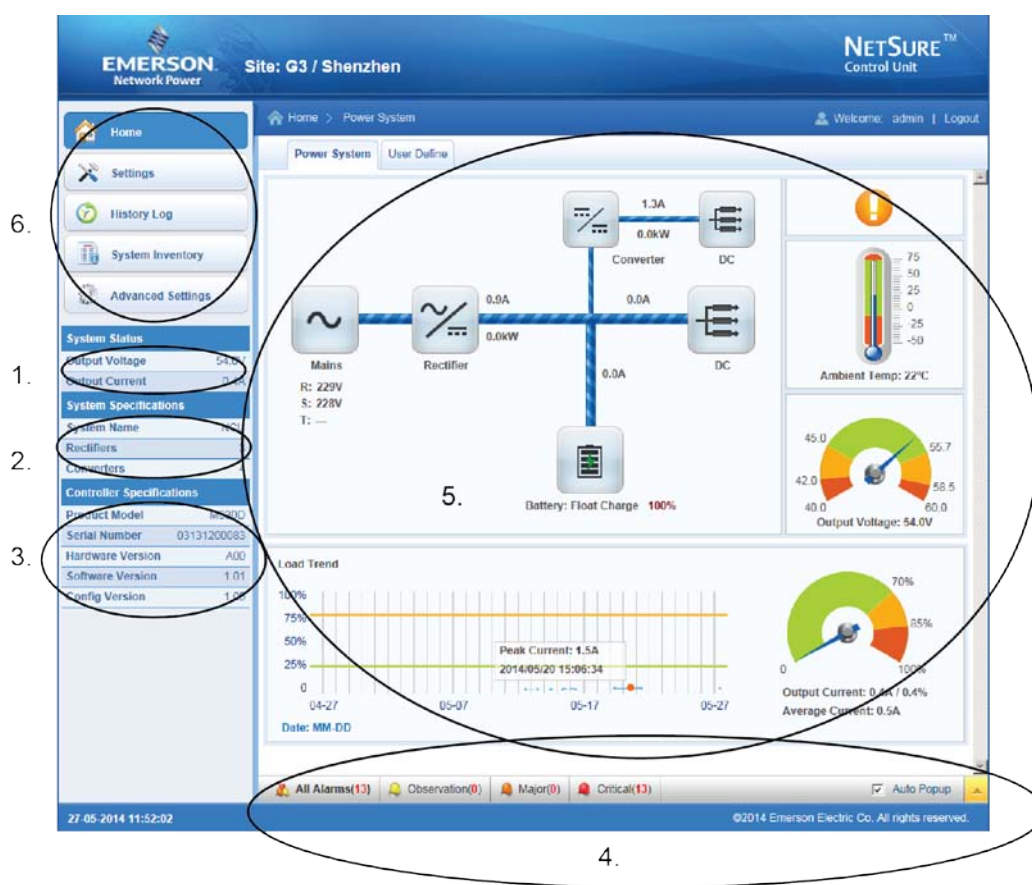 EMERSON.
Network Power
Site: G3 / Shenzhen
NETSURE™
Control Unit
Home
Settings
History Log
System Inventory
Advanced Settings
Home > Power System
Welcome: admin | Logout
Power System
User Define
6.
System Status
1.
Output Voltage 54.0V
Output Current 0.4A
System Specifications
System Name
2.
Rectifiers
Converters
Controller Specifications
Product Model
Serial Number 03131200083
3.
Hardware Version A00
Software Version 1.01
Config Version
1.3A
0.0kW
Converter
DC
0.9A
0.0kW
0.0A
Mains
Rectifier
DC
R: 229V
S: 228V
T: ---
0.0A
5.
Battery: Float Charge 100%
75
50
25
0
-25
-50
Ambient Temp: 22°C
45.0
55.7
42.0
58.5
40.0
60.0
Output Voltage: 54.0V
Load Trend
100%
75%
50%
25%
0
Peak Current: 1.5A
2014/05/20 15:06:34
04-27
05-07
05-17
05-27
Date: MM-DD
70%
85%
0
100%
Output Current: 0.4A / 0.4%
Average Current: 0.5A
All Alarms(13)
Observation(0)
Major(0)
Critical(13)
Auto Popup
27-05-2014 11:52:02
©2014 Emerson Electric Co. All rights reserved.
4.